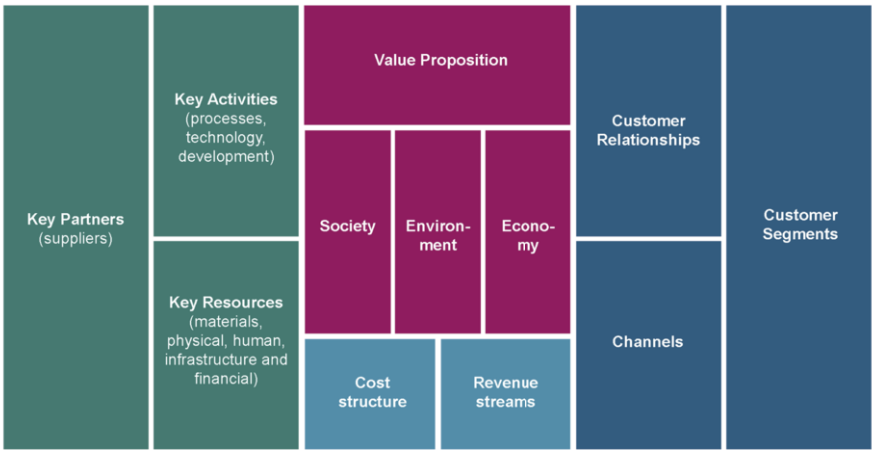 Key Partners
(suppliers)
Key Activities
(processes,
technology,
development)
Key Resources
(materials,
physical, human,
infrastructure and
financial)
Value Proposition
Society
Environ-
ment
Econo-
my
Cost
structure
Revenue
streams
Customer
Relationships
Channels
Customer
Segments